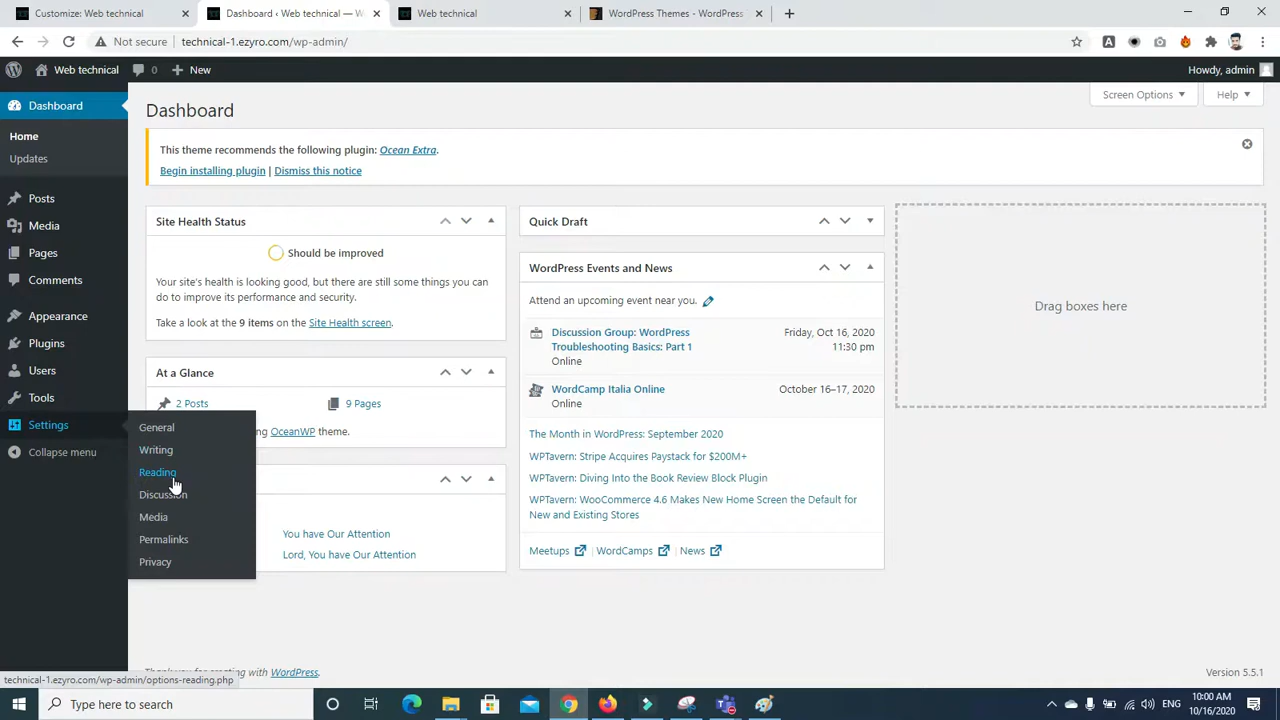 Customize: Web technical
Dashboard ‹ Web technical — W
Web technical
WordPress Themes - WordPress
Not secure
technical-1.ezyro.com/wp-admin/
Web technical
0
New
Howdy, admin
Dashboard
Home
Updates
Posts
Media
Pages
Comments
Appearance
Plugins
Users
Tools
Settings
Collapse menu
General
Writing
Reading
Discussion
Media
Permalinks
Privacy
Screen Options
Help
Dashboard
This theme recommends the following plugin: Ocean Extra.
Begin installing plugin | Dismiss this notice
Site Health Status
Should be improved
Your site's health is looking good, but there are still some things you can
do to improve its performance and security.
Take a look at the 9 items on the Site Health screen.
At a Glance
2 Posts
9 Pages
ng OceanWP theme.
You have Our Attention
Lord, You have Our Attention
Quick Draft
WordPress Events and News
Attend an upcoming event near you.
Discussion Group: WordPress
Troubleshooting Basics: Part 1
Online
Friday, Oct 16, 2020
11:30 pm
WordCamp Italia Online
Online
October 16–17, 2020
The Month in WordPress: September 2020
WPTavern: Stripe Acquires Paystack for $200M+
WPTavern: Diving Into the Book Review Block Plugin
WPTavern: WooCommerce 4.6 Makes New Home Screen the Default for
New and Existing Stores
Meetups | WordCamps | News
Drag boxes here
Thank you for creating with WordPress.
Version 5.5.1
technical-1.ezyro.com/wp-admin/options-reading.php
Type here to search
ENG
10:00 AM
10/16/2020